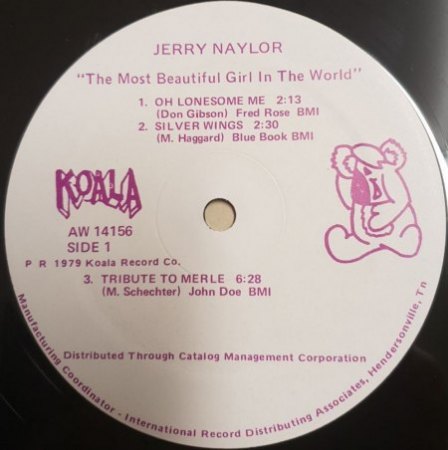 JERRY NAYLOR
"The Most Beautiful Girl In The World"
1. OH LONESOME ME 2:13
(Don Gibson) Fred Rose BMI
2. SILVER WINGS 2:30
(M. Haggard) Blue Book BMI
KOALA
AW 14156
SIDE 1
P R 1979 Koala Record Co.
3. TRIBUTE TO MERLE 6:28
(M. Schechter) John Doe BMI
Distributed Through Catalog Management Corporation
Manufacturing Coordinator - International Record Distributing Associates, Hendersonville, Tn